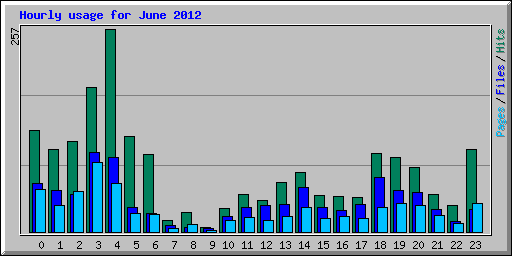 Hourly usage for June 2012
257
Pages / Files / Hits
0 1 2 3 4 5 6 7 8 9 10 11 12 13 14 15 16 17 18 19 20 21 22 23